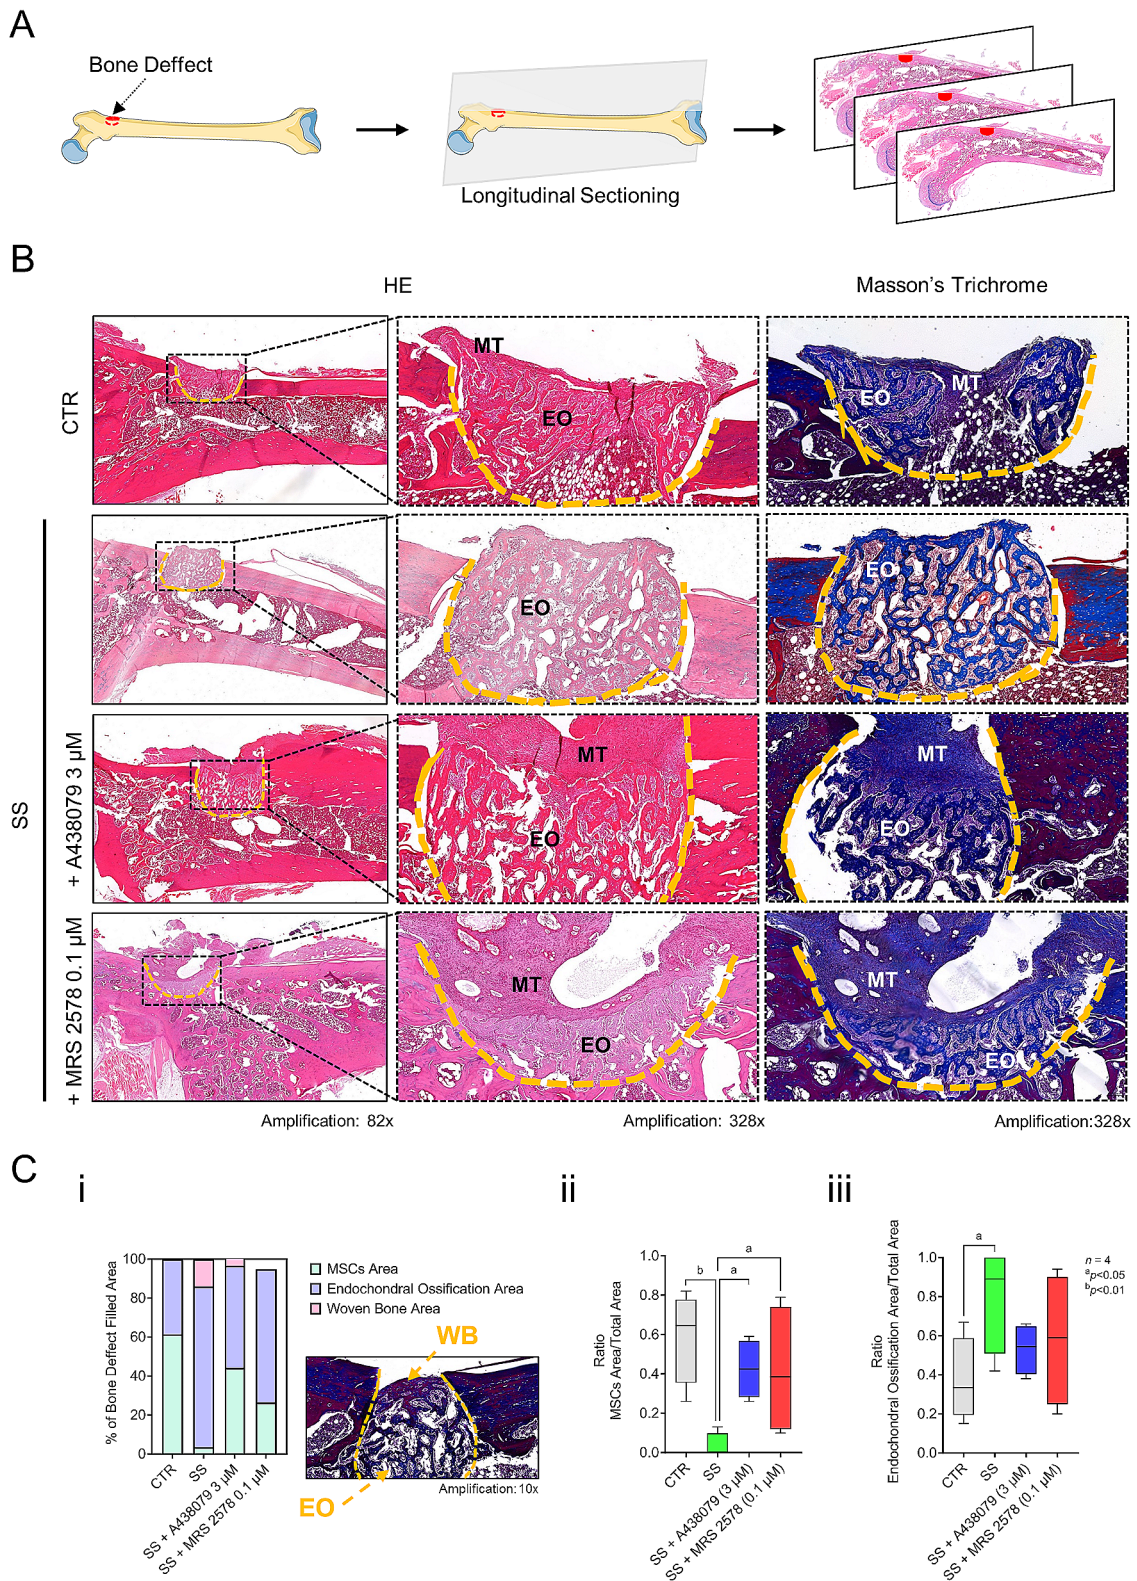 A
Bone Deffect
Longitudinal Sectioning
B
HE
Masson's Trichrome
CTR
MT
EO
MT
EO
SS
EO
EO
+ A438079 3 µM
MT
EO
MT
EO
+ MRS 2578 0.1 µM
MT
EO
MT
EO
Amplification: 82x
Amplification: 328x
Amplification:328x
C
i
% of Bone Deffect Filled Area
100
80
60
40
20
0
CTR
SS
SS + A438079 3 µM
SS + MRS 2578 0.1 µM
MSCs Area
Endochondral Ossification Area
Woven Bone Area
WB
EO
Amplification: 10x
ii
Ratio
MSCs Area/Total Area
1.0
0.8
0.6
0.4
0.2
0.0
a
b
a
CTR
SS
SS + A438079 (3 µM)
SS + MRS 2578 (0.1 µM)
iii
Ratio
Endochondral Ossification Area/Total Area
1.0
0.8
0.6
0.4
0.2
0.0
a
n = 4
ap<0.05
bp<0.01
CTR
SS
SS + A438079 (3 µM)
SS + MRS 2578 (0.1 µM)